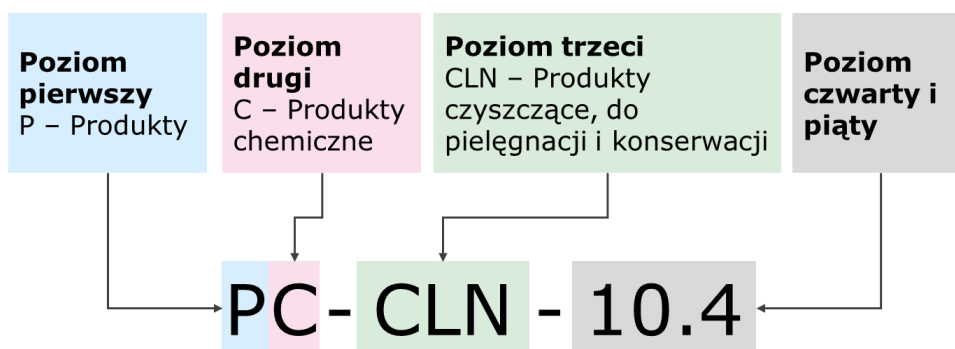 Poziom
pierwszy
P – Produkty
Poziom
drugi
C – Produkty
chemiczne
Poziom trzeci
CLN – Produkty
czyszczące, do
pielęgnacji i konserwacji
Poziom
czwarty i
piąty
PC - CLN - 10.4